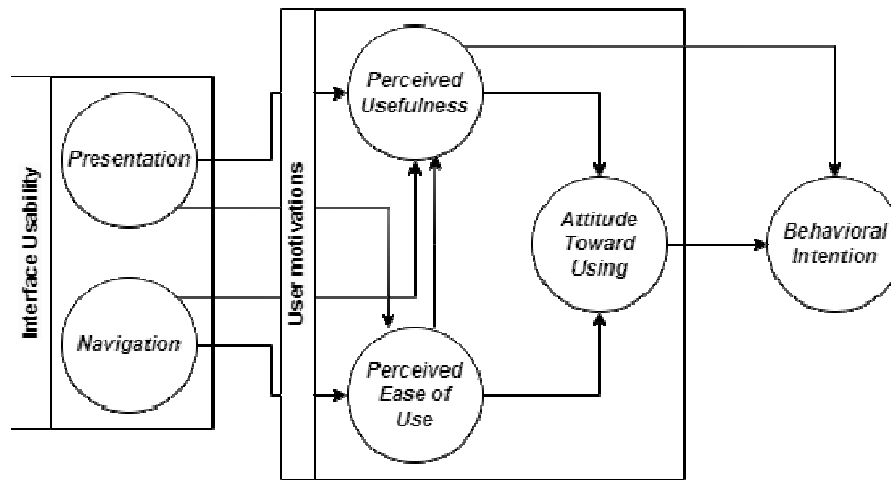 Interface Usability
Presentation
Navigation
User motivations
Perceived
Usefulness
Perceived
Ease of
Use
Attitude
Toward
Using
Behavioral
Intention